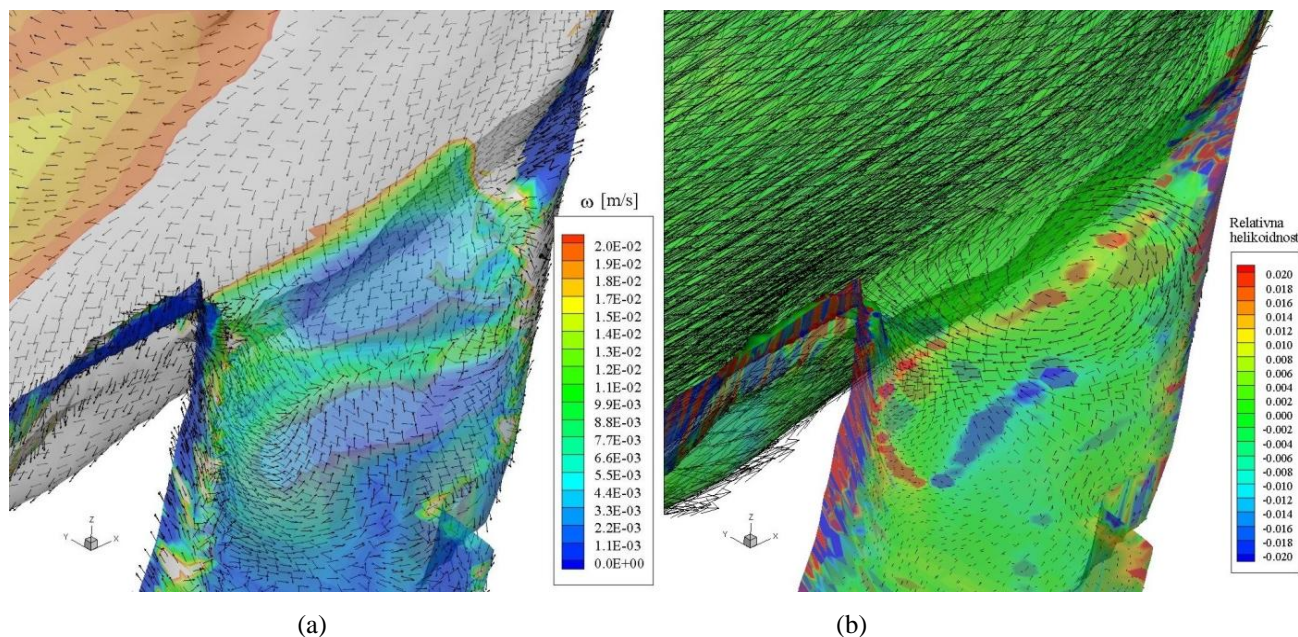 ω [m/s]
2.0E-02
1.9E-02
1.8E-02
1.7E-02
1.5E-02
1.4E-02
1.3E-02
1.2E-02
1.1E-02
9.9E-03
8.8E-03
7.7E-03
6.6E-03
5.5E-03
4.4E-03
3.3E-03
2.2E-03
1.1E-03
0.0E+00
Z
Y
X
(a)
Relativna
helikoidnost
0.020
0.018
0.016
0.014
0.012
0.010
0.008
0.006
0.004
0.002
0.000
-0.002
-0.004
-0.006
-0.008
-0.010
-0.012
-0.014
-0.016
-0.018
-0.020
Z
Y
X
(b)